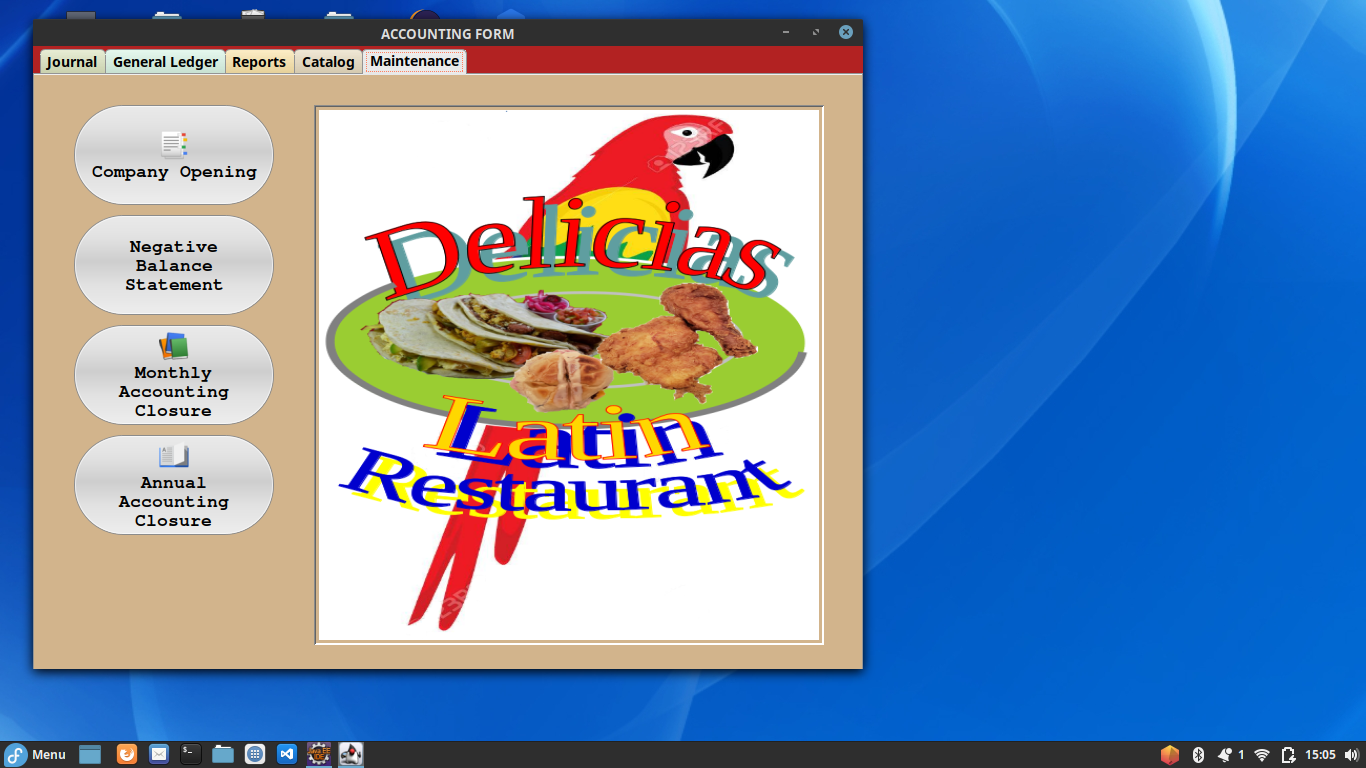 ACCOUNTING FORM
Journal General Ledger Reports Catalog Maintenance
Company Opening
Negative
Balance
Statement
Monthly
Accounting
Closure
Annual
Accounting
Closure
Delicias
Latin
Restaurant
Menu
1
15:05